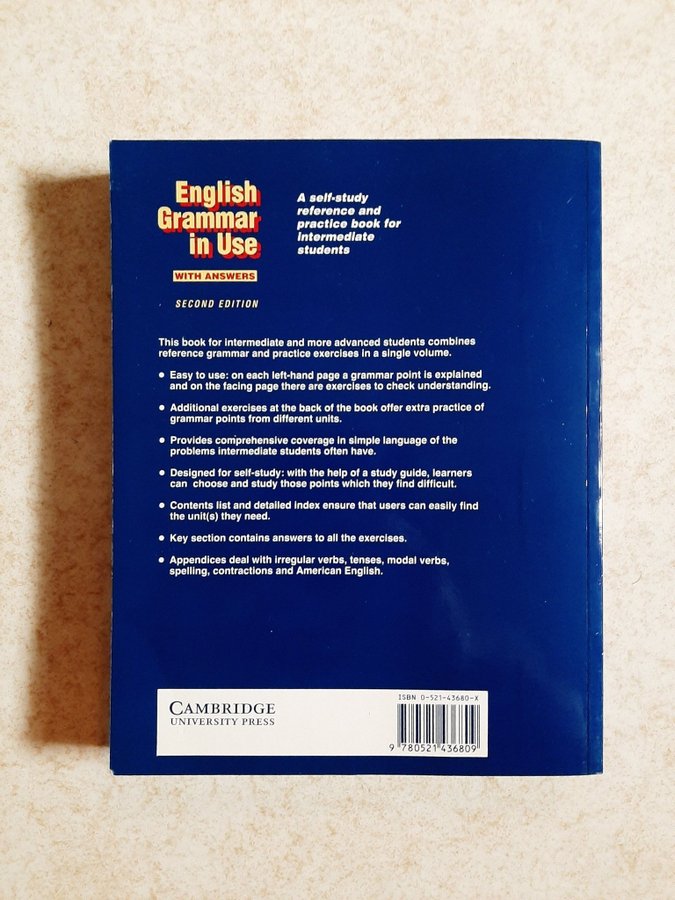 English
Grammar
in Use
WITH ANSWERS
SECOND EDITION
A self-study
reference and
practice book for
intermediate
students
This book for intermediate and more advanced students combines
reference grammar and practice exercises in a single volume.
• Easy to use: on each left-hand page a grammar point is explained
and on the facing page there are exercises to check understanding.
• Additional exercises at the back of the book offer extra practice of
grammar points from different units.
• Provides comprehensive coverage in simple language of the
problems intermediate students often have.
• Designed for self-study: with the help of a study guide, learners
can choose and study those points which they find difficult.
• Contents list and detailed index ensure that users can easily find
the unit(s) they need.
• Key section contains answers to all the exercises.
• Appendices deal with irregular verbs, tenses, modal verbs,
spelling, contractions and American English.
CAMBRIDGE
UNIVERSITY PRESS
ISBN 0-521-43680-X
9 780521 436809